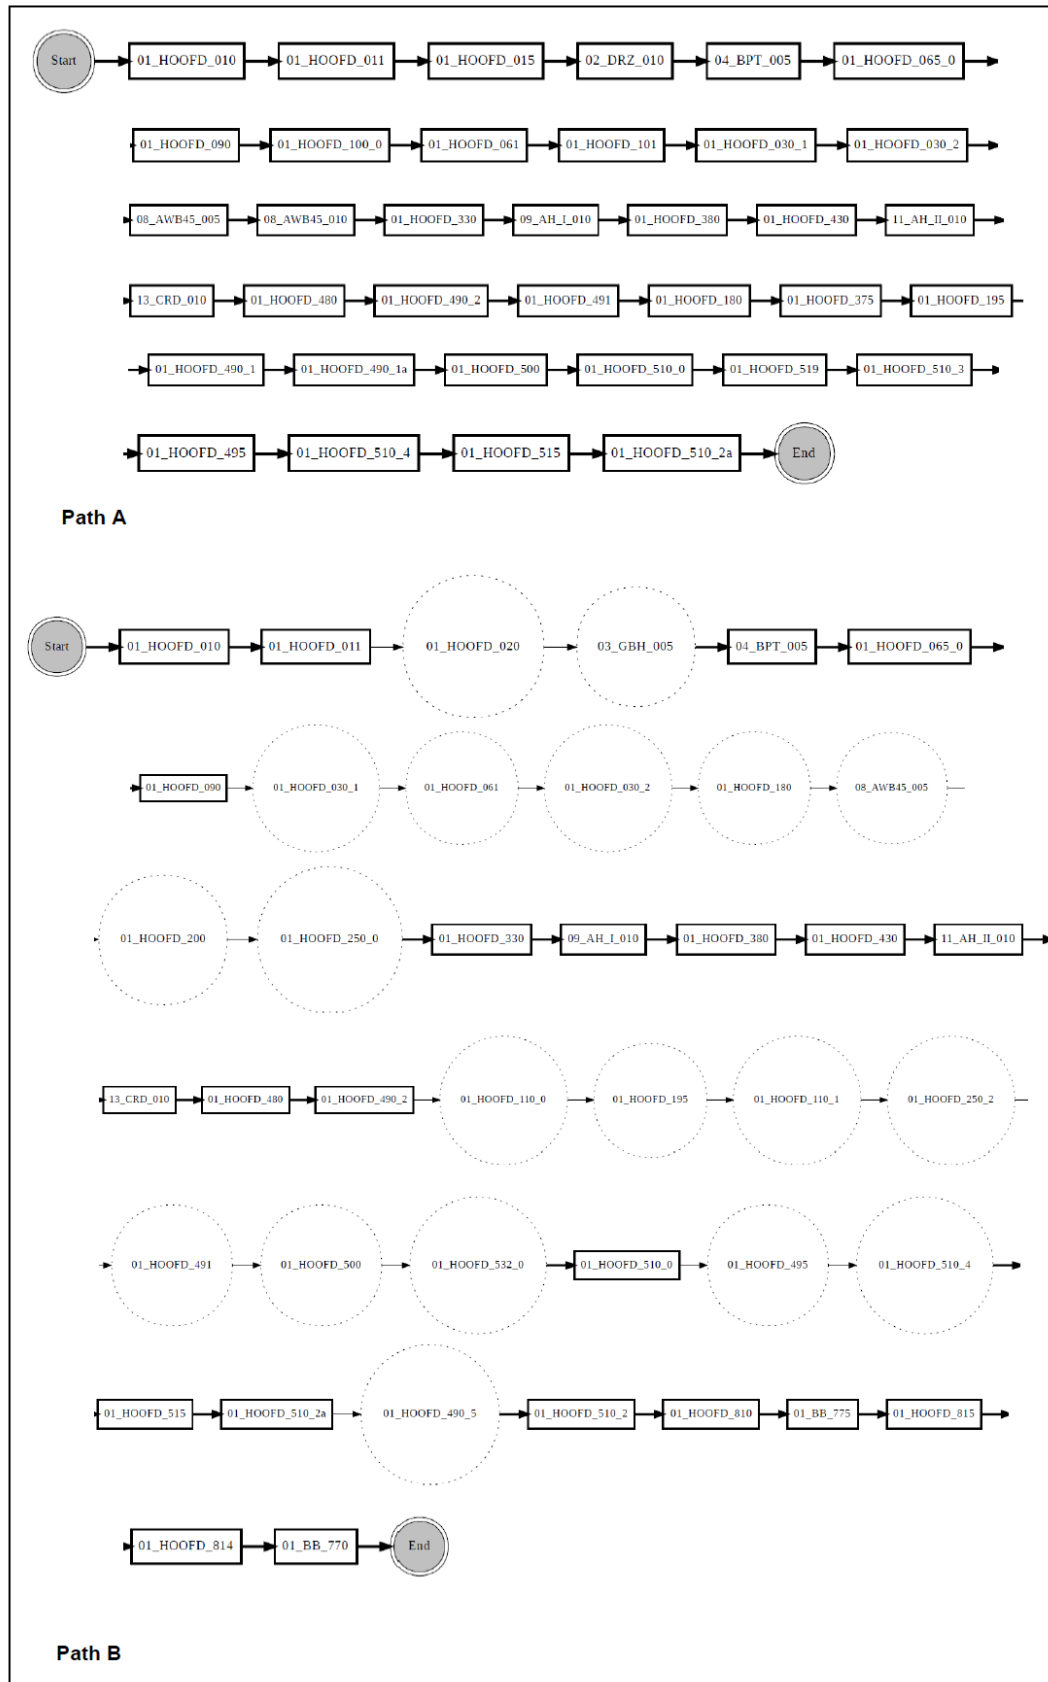 Start 01_HOOFD_010 01_HOOFD_011 01_HOOFD_015 02_DRZ_010 04_BPT_005 01_HOOFD_065_0
01_HOOFD_090 01_HOOFD_100_0 01_HOOFD_061 01_HOOFD_101 01_HOOFD_030_1 01_HOOFD_030_2
08_AWB45_005 08_AWB45_010 01_HOOFD_330 09_AH_I_010 01_HOOFD_380 01_HOOFD_430 11_AH_II_010
13_CRD_010 01_HOOFD_480 01_HOOFD_490_2 01_HOOFD_491 01_HOOFD_180 01_HOOFD_375 01_HOOFD_195
01_HOOFD_490_1 01_HOOFD_490_1a 01_HOOFD_500 01_HOOFD_510_0 01_HOOFD_519 01_HOOFD_510_3
01_HOOFD_495 01_HOOFD_510_4 01_HOOFD_515 01_HOOFD_510_2a End
Path A
Start 01_HOOFD_010 01_HOOFD_011 01_HOOFD_020 03_GBH_005 04_BPT_005 01_HOOFD_065_0
01_HOOFD_090 01_HOOFD_030_1 01_HOOFD_061 01_HOOFD_030_2 01_HOOFD_180 08_AWB45_005
01_HOOFD_200 01_HOOFD_250_0 01_HOOFD_330 09_AH_I_010 01_HOOFD_380 01_HOOFD_430 11_AH_II_010
13_CRD_010 01_HOOFD_480 01_HOOFD_490_2 01_HOOFD_110_0 01_HOOFD_195 01_HOOFD_110_1 01_HOOFD_250_2
01_HOOFD_491 01_HOOFD_500 01_HOOFD_532_0 01_HOOFD_510_0 01_HOOFD_495 01_HOOFD_510_4
01_HOOFD_515 01_HOOFD_510_2a 01_HOOFD_490_5 01_HOOFD_510_2 01_HOOFD_810 01_BB_775 01_HOOFD_815
01_HOOFD_814 01_BB_770 End
Path B